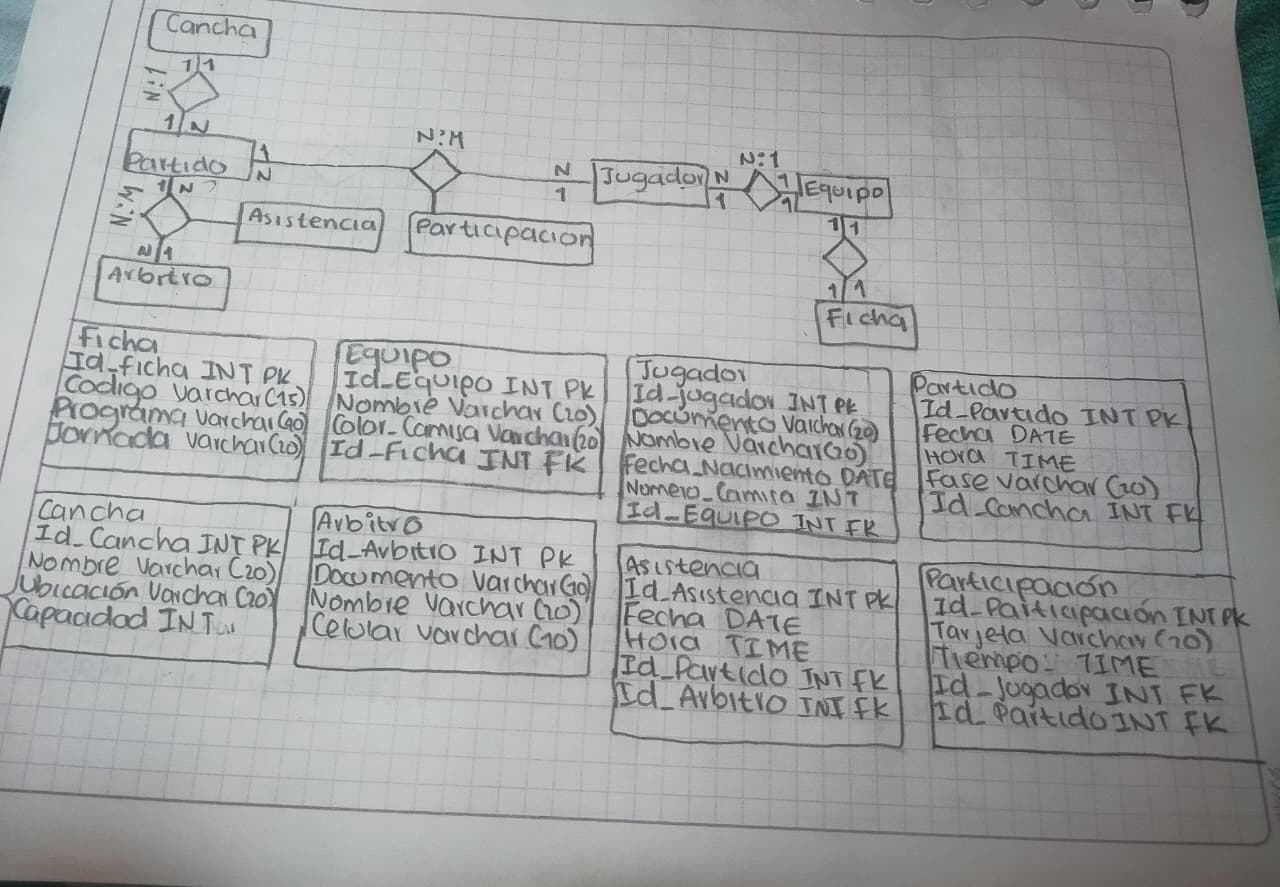 Cancha
1 1
N:1
1 N
Partido
1
N
N:M
N
1
Jugador
N
1
N:1
1
1
Equipo
1 N
N:M
N 1
Asistencia
Participacion
Arbitro
1 1
1 1
Ficha
Ficha
Id_ficha INT PK
Codigo Varchar(15)
Programa Varchar(40)
Jornada Varchar(20)
Equipo
Id_Equipo INT PK
Nombre Varchar (20)
Color_Camisa Varchar(20)
Id_Ficha INT FK
Jugador
Id_jugador INT PK
Documento Varchar(20)
Nombre Varchar(20)
Fecha_Nacimiento DATE
Numero_Camisa INT
Id_Equipo INT FK
Partido
Id_Partido INT PK
Fecha DATE
Hora TIME
Fase Varchar (20)
Id_Cancha INT FK
Cancha
Id_Cancha INT PK
Nombre Varchar (20)
Ubicación Varchar (20)
Capacidad INT
Arbitro
Id_Arbitro INT PK
Documento Varchar(10)
Nombre Varchar (20)
Celular Varchar (10)
Asistencia
Id_Asistencia INT PK
Fecha DATE
Hora TIME
Id_Partido INT FK
Id_Arbitro INT FK
Participación
Id_Participación INT PK
Tarjeta Varchar (20)
Tiempo: TIME
Id_Jugador INT FK
Id_Partido INT FK